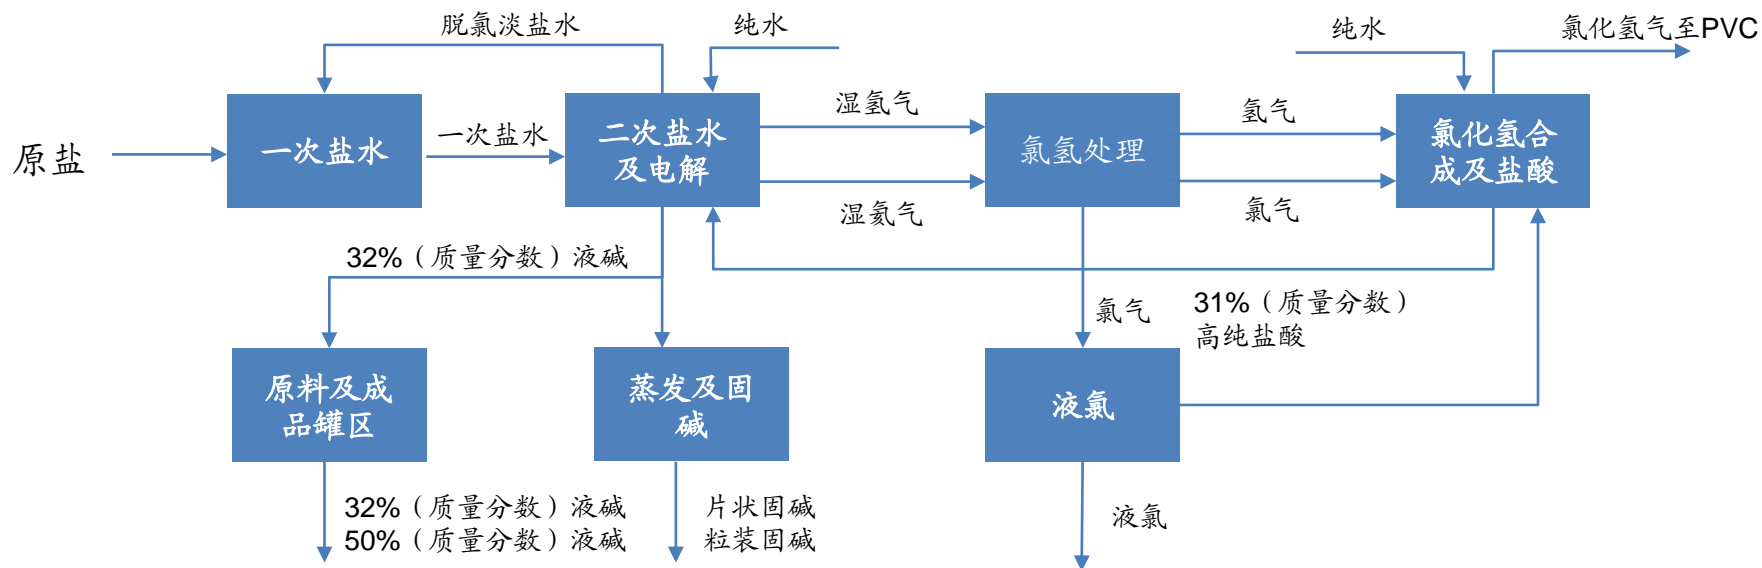 脱氯淡盐水
纯水
纯水
氯化氢气至PVC
原盐
一次盐水
一次盐水
二次盐水
及电解
湿氢气
湿氦气
氯氢处理
氢气
氯气
氯化氢合
成及盐酸
32%（质量分数）液碱
氯气
31%（质量分数）
高纯盐酸
原料及成
品罐区
蒸发及固
碱
液氯
32%（质量分数）液碱
50%（质量分数）液碱
片状固碱
粒装固碱
液氯